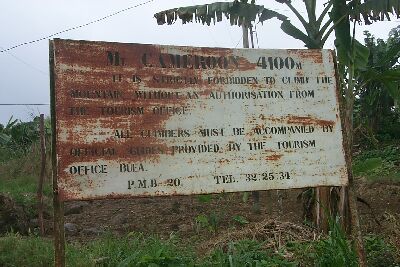 MT CAMEROON 4100M
IT IS STRICTLY FORBIDDEN TO CLIMB THE
MOUNTAIN WITHOUT AN AUTHORISATION FROM
THE TOURISM OFFICE.
ALL CLIMBERS MUST BE ACCOMPANIED BY
OFFICIAL GUIDES PROVIDED BY THE TOURISM
OFFICE BUEA.
P.M.B 20. TEL. 32.25.34